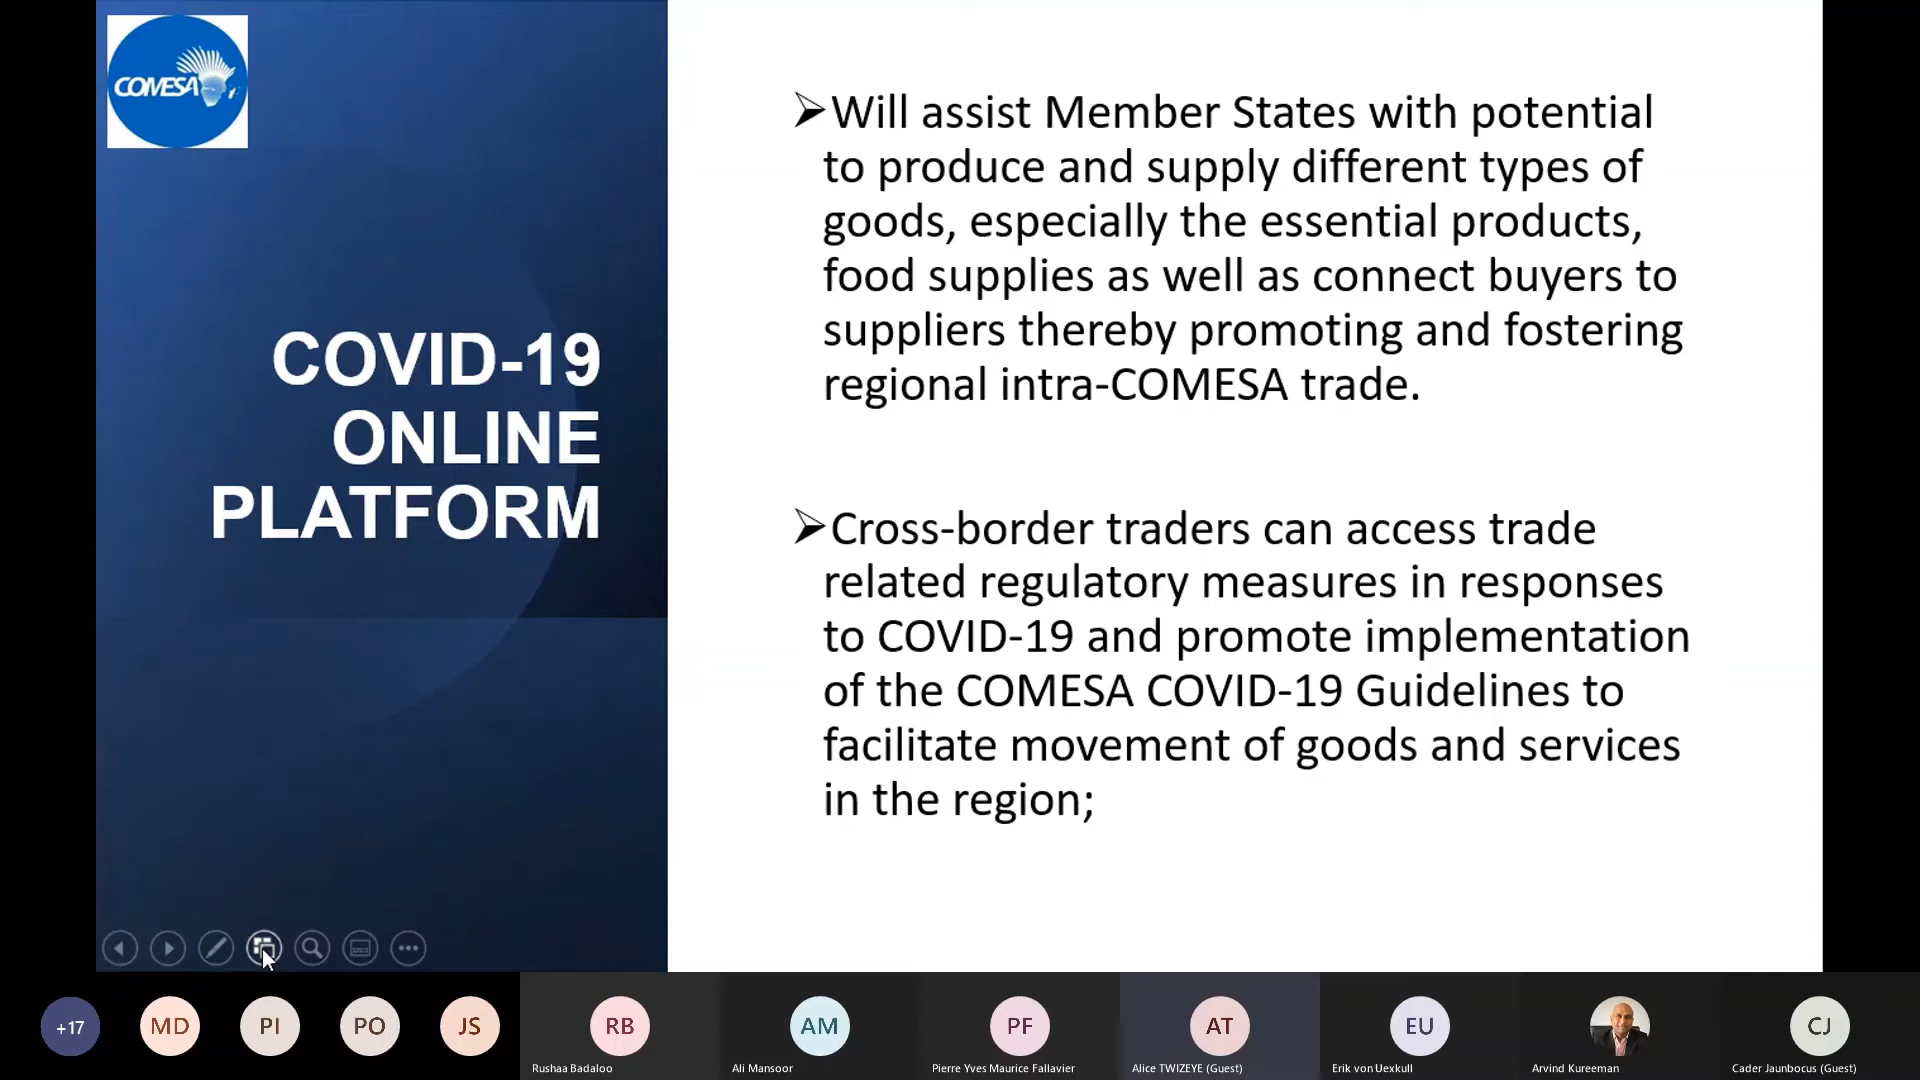 COMESA
COVID-19
ONLINE
PLATFORM
➢Will assist Member States with potential
to produce and supply different types of
goods, especially the essential products,
food supplies as well as connect buyers to
suppliers thereby promoting and fostering
regional intra-COMESA trade.
➢Cross-border traders can access trade
related regulatory measures in responses
to COVID-19 and promote implementation
of the COMESA COVID-19 Guidelines to
facilitate movement of goods and services
in the region;
+17
MD
PI
PO
JS
RB
AM
PF
AT
EU
CJ
Rushaa Badaloo
Ali Mansoor
Pierre Yves Maurice Fallavier
Alice TWIZEYE (Guest)
Erik von Uexkull
Arvind Kureeman
Cader Jaunbocus (Guest)